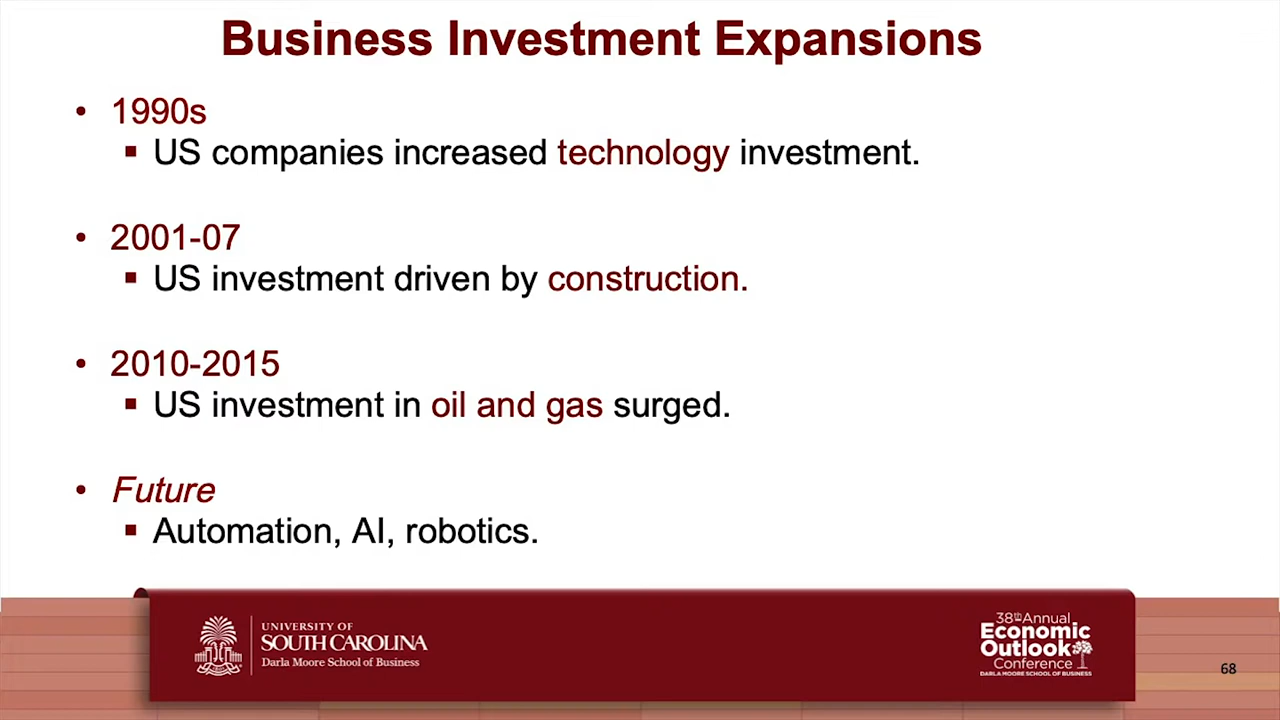 Business Investment Expansions
• 1990s
▪ US companies increased technology investment.
• 2001-07
▪ US investment driven by construction.
• 2010-2015
▪ US investment in oil and gas surged.
• Future
▪ Automation, AI, robotics.
UNIVERSITY OF
SOUTH CAROLINA
Darla Moore School of Business
38th Annual
Economic
Outlook
Conference
DARLA MOORE SCHOOL OF BUSINESS
68